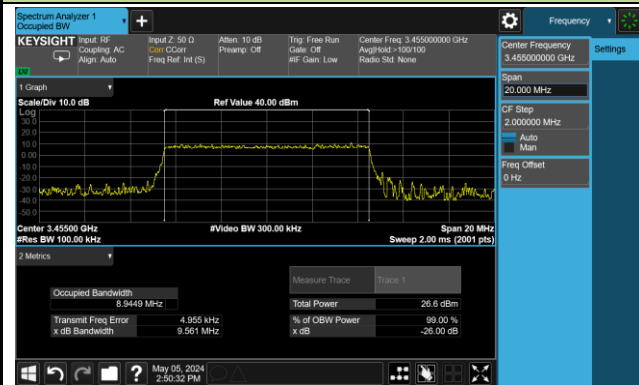 Spectrum Analyzer 1
Occupied BW
Frequency
KEYSIGHT
Input: RF
Coupling: AC
Align: Auto
Input Z: 50 Ω
Corr CCorr
Freq Ref: Int (S)
Atten: 10 dB
Preamp: Off
Trig: Free Run
Gate: Off
#IF Gain: Low
Center Freq: 3.455000000 GHz
Avg|Hold:>100/100
Radio Std: None
Center Frequency
3.455000000 GHz
Settings
Span
20.000 MHz
CF Step
2.000000 MHz
Auto
Man
Freq Offset
0 Hz
1 Graph
Scale/Div 10.0 dB
Ref Value 40.00 dBm
Log
30.0
20.0
10.0
0.00
-10.0
-20.0
-30.0
-40.0
-50.0
Center 3.45500 GHz
#Video BW 300.00 kHz
Span 20 MHz
#Res BW 100.00 kHz
Sweep 2.00 ms (2001 pts)
2 Metrics
Measure Trace
Trace 1
Occupied Bandwidth
8.9449 MHz
Total Power
26.6 dBm
Transmit Freq Error
4.955 kHz
% of OBW Power
99.00 %
x dB Bandwidth
9.561 MHz
x dB
-26.00 dB
?
May 05, 2024
2:50:32 PM